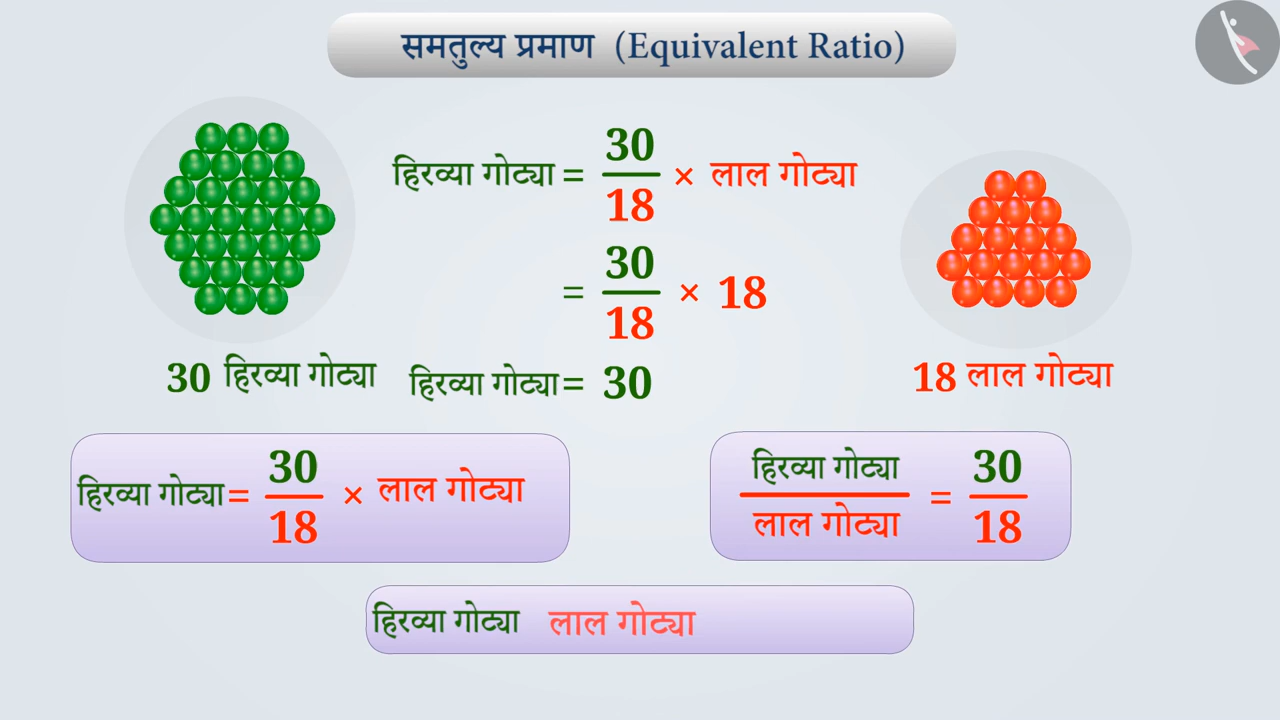 समतुल्य प्रमाण (Equivalent Ratio)
हिरव्या गोट्या = 30/18 × लाल गोट्या
= 30/18 × 18
हिरव्या गोट्या = 30
30 हिरव्या गोट्या
18 लाल गोट्या
हिरव्या गोट्या = 30/18 × लाल गोट्या
हिरव्या गोट्या/लाल गोट्या = 30/18
हिरव्या गोट्या लाल गोट्या